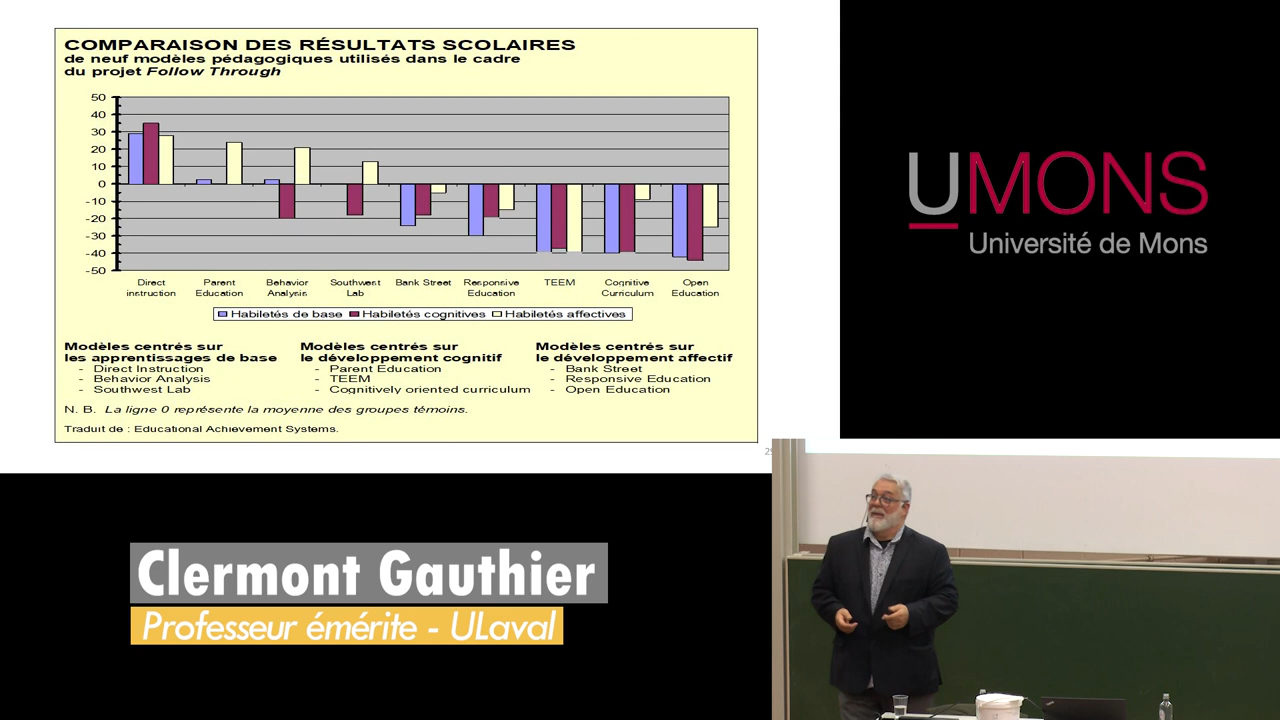 COMPARAISON DES RÉSULTATS SCOLAIRES
de neuf modèles pédagogiques utilisés dans le cadre
du projet Follow Through
50
40
30
20
10
0
-10
-20
-30
-40
-50
Direct instruction
Parent Education
Behavior Analysis
Southwest Lab
Bank Street
Responsive Education
TEEM
Cognitive Curriculum
Open Education
Habiletés de base Habiletés cognitives Habiletés affectives
Modèles centrés sur
les apprentissages de base
- Direct Instruction
- Behavior Analysis
- Southwest Lab
Modèles centrés sur
le développement cognitif
- Parent Education
- TEEM
- Cognitively oriented curriculum
Modèles centrés sur
le développement affectif
- Bank Street
- Responsive Education
- Open Education
N. B. La ligne 0 représente la moyenne des groupes témoins.
Traduit de : Educational Achievement Systems.
UMONS
Université de Mons
Clermont Gauthier
Professeur émérite - ULaval